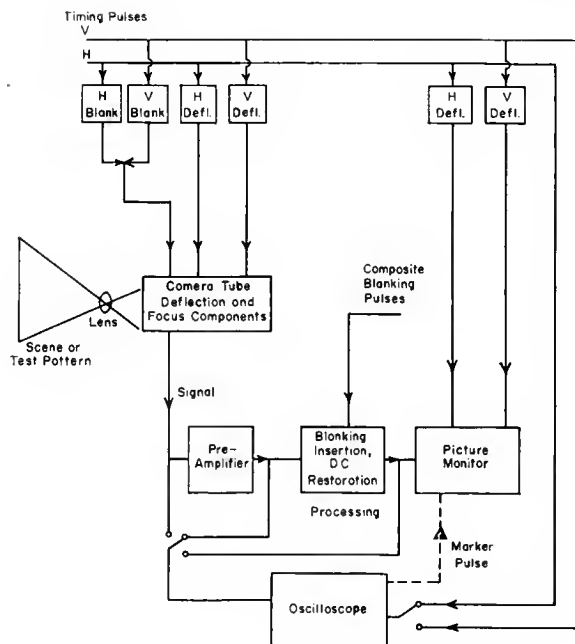 Timing Pulses
V
H
H
Blank
V
Blank
H
Defl.
V
Defl.
H
Defl.
V
Defl.
Composite
Blanking
Pulses
Camera Tube
Deflection and
Focus Components
Lens
Scene or
Test Pattern
Signal
Pre-
Amplifier
Blanking
Insertion,
DC
Restoration
Picture
Monitor
Processing
Marker
Pulse
Oscilloscope